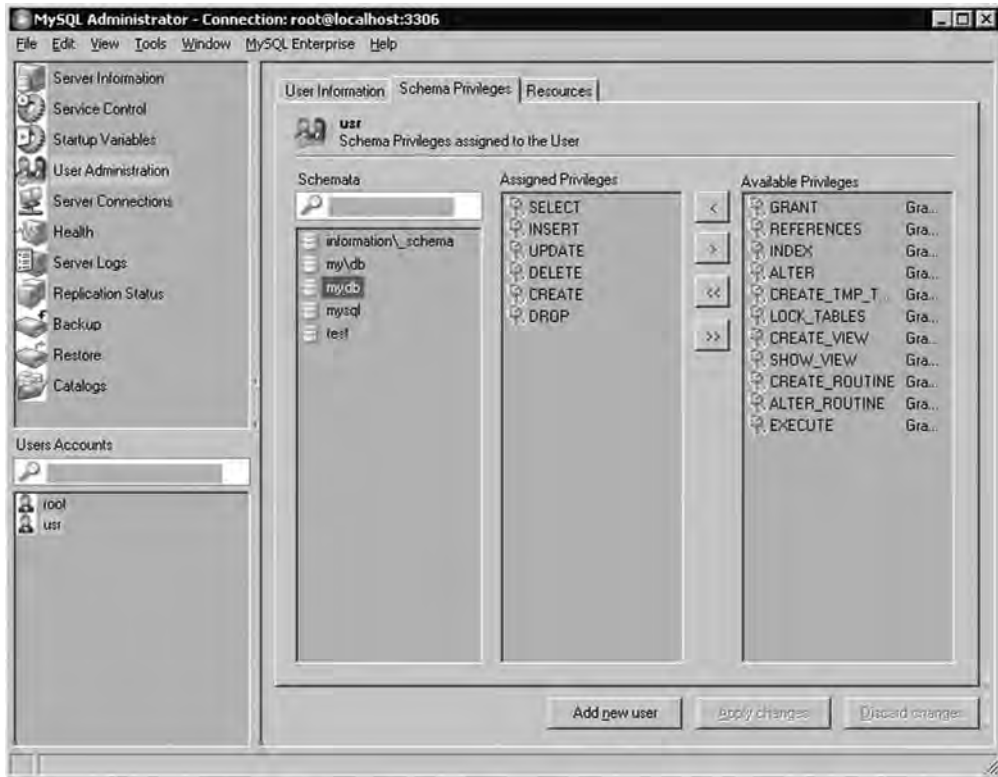 MySQL Administrator - Connection: root@localhost:3306
File Edit View Tools Window MySQL Enterprise Help
Server Information
Service Control
Startup Variables
User Administration
Server Connections
Health
Server Logs
Replication Status
Backup
Restore
Catalogs
Users Accounts
root
usr
User Information Schema Privileges Resources
usr
Schema Privileges assigned to the User
Schemata
information\_schema
my\db
mydb
mysql
test
Assigned Privileges
SELECT
INSERT
UPDATE
DELETE
CREATE
DROP
<
>
<<
>>
Available Privileges
GRANT Gra...
REFERENCES Gra...
INDEX Gra...
ALTER Gra...
CREATE_TMP_T... Gra...
LOCK_TABLES Gra...
CREATE_VIEW Gra...
SHOW_VIEW Gra...
CREATE_ROUTINE Gra...
ALTER_ROUTINE Gra...
EXECUTE Gra...
Add new user Apply changes Discard changes